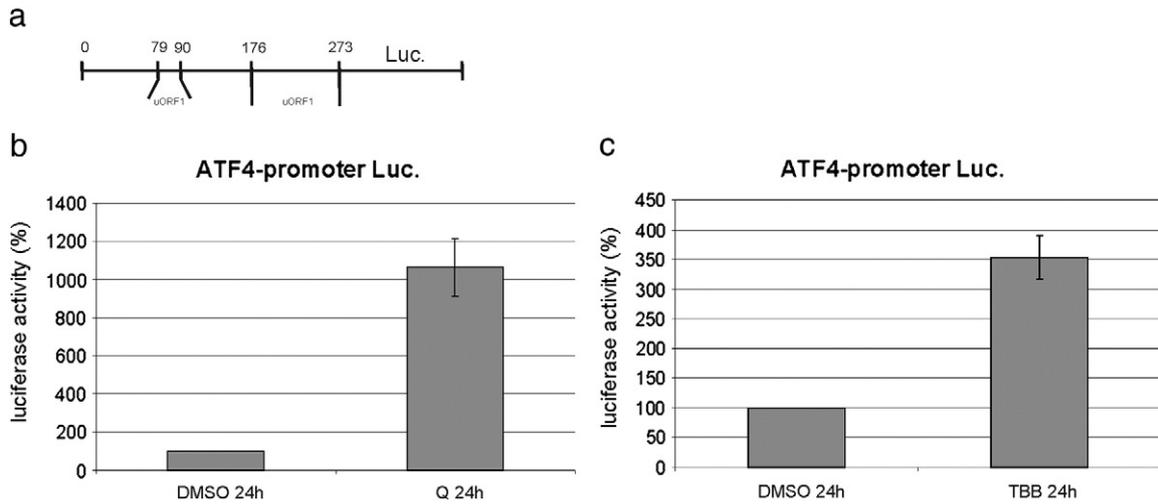 a
0 79 90 176 273 Luc.
uORF1 uORF1
b
ATF4-promoter Luc.
luciferase activity (%)
1400
1200
1000
800
600
400
200
0
DMSO 24h Q 24h
c
ATF4-promoter Luc.
luciferase activity (%)
450
400
350
300
250
200
150
100
50
0
DMSO 24h TBB 24h